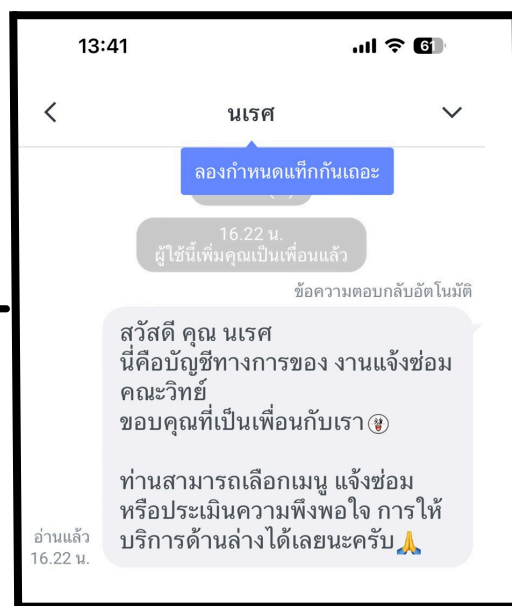 13:41
61
นเรศ
ลองกำหนดแท็กกันเถอะ
16.22 น.
ผู้ใช้นี้เพิ่มคุณเป็นเพื่อนแล้ว
ข้อความตอบกลับอัตโนมัติ
สวัสดี คุณ นเรศ
นี่คือบัญชีทางการของ งานแจ้งซ่อม
คณะวิทย์
ขอบคุณที่เป็นเพื่อนกับเรา
ท่านสามารถเลือกเมนู แจ้งซ่อม
หรือประเมินความพึงพอใจ การให้
บริการด้านล่างได้เลยนะครับ🙏
อ่านแล้ว
16.22 น.